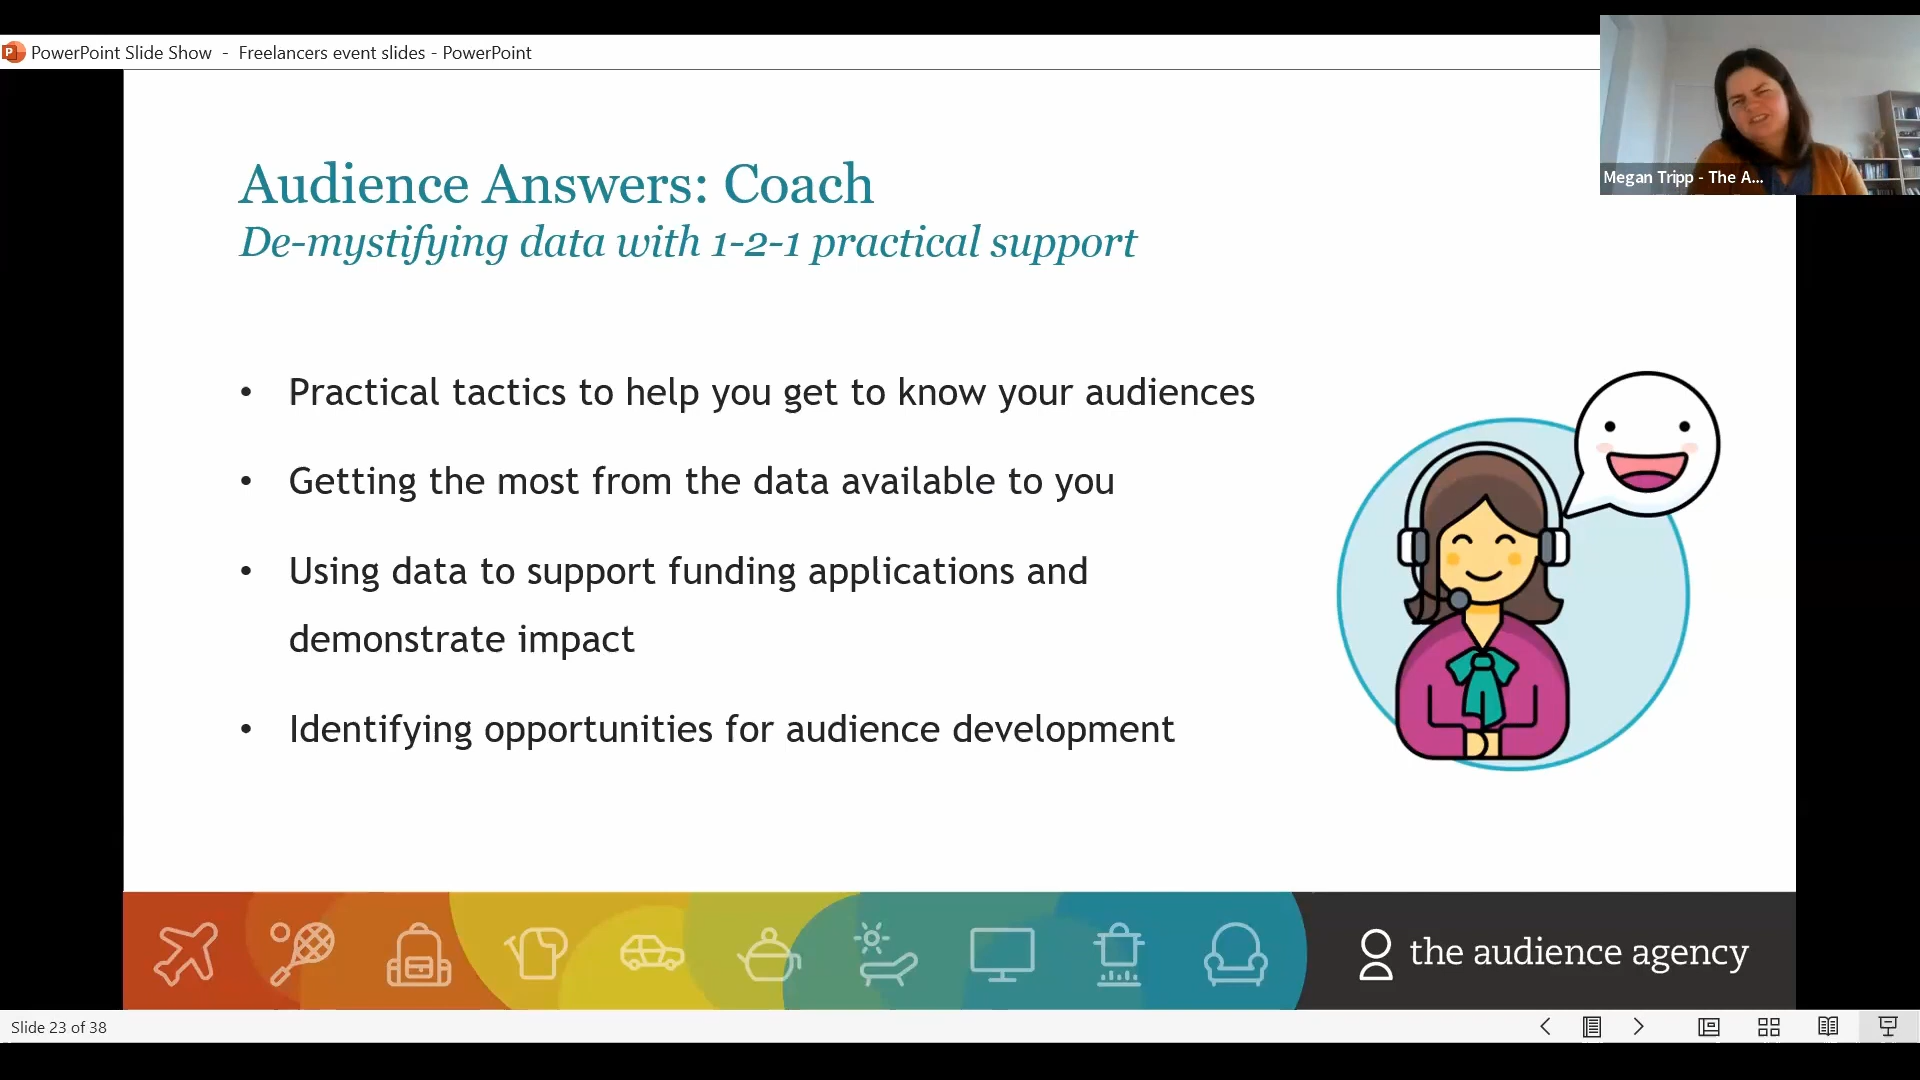 PowerPoint Slide Show - Freelancers event slides - PowerPoint
Megan Tripp - The A...
Audience Answers: Coach
De-mystifying data with 1-2-1 practical support
• Practical tactics to help you get to know your audiences
• Getting the most from the data available to you
• Using data to support funding applications and
demonstrate impact
• Identifying opportunities for audience development
the audience agency
Slide 23 of 38